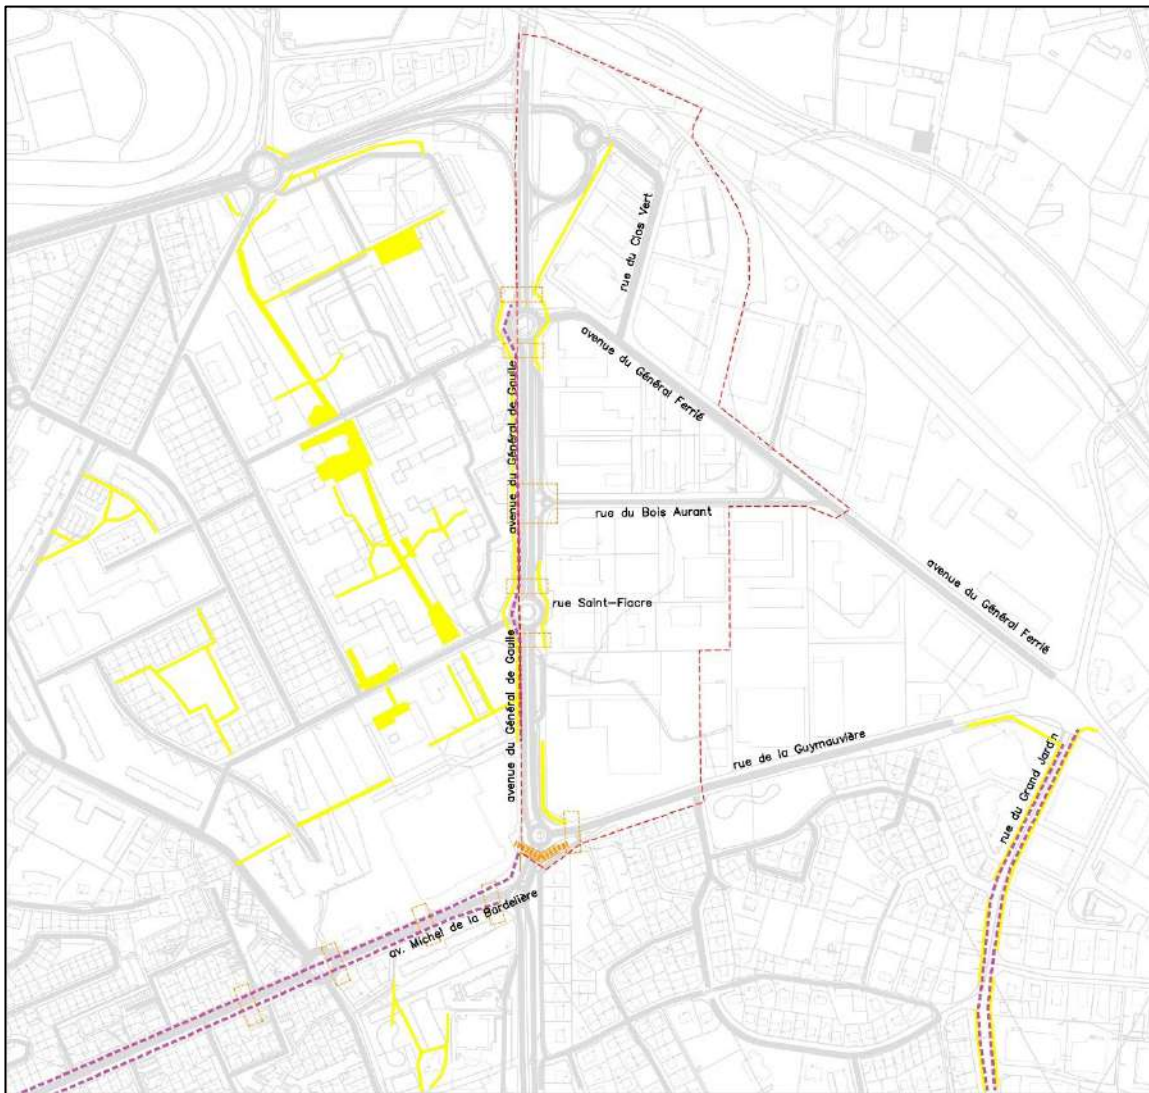 rue du Clos Vert
avenue du Général Ferrié
avenue du Général de Gaulle
rue du Bois Aurant
avenue du Général Ferrié
rue Saint-Fiacre
avenue du Général de Gaulle
rue de la Guymauvière
rue du Grand Jardin
av. Michel de la Bardelière